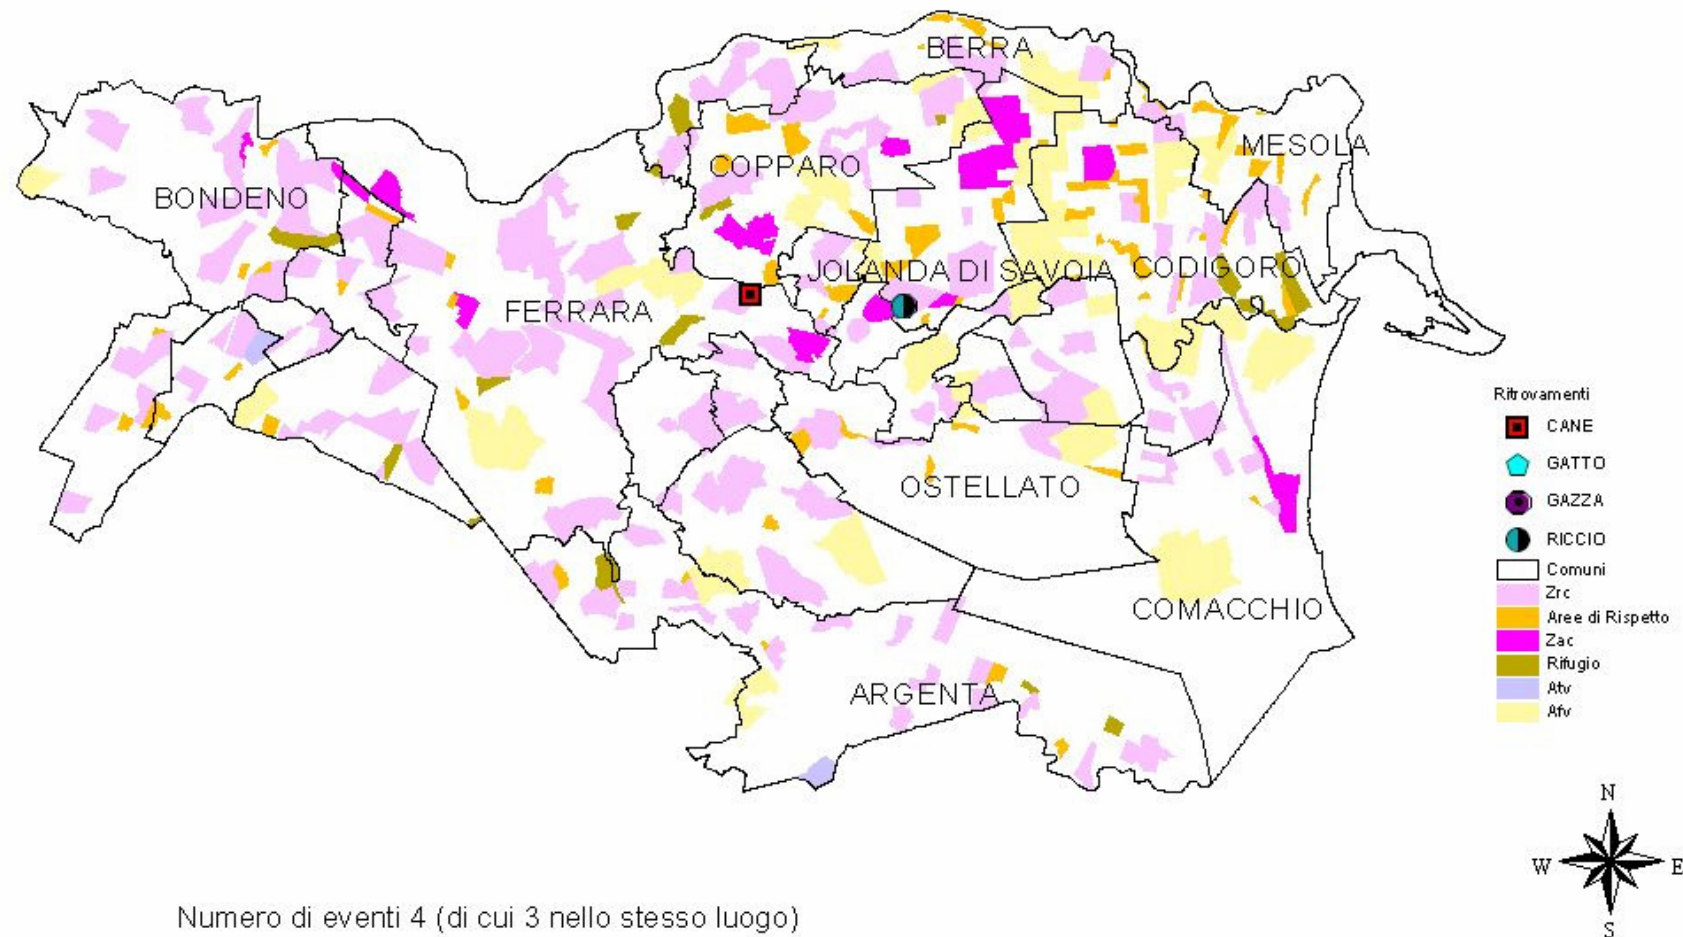 BERRA
MESOLA
COPPARO
BONDENO
JOLANDA DI SAVOIA
CODIGORO
FERRARA
OSTELLATO
COMACCHIO
ARGENTA
Ritrovamenti
CANE
GATTO
GAZZA
RICCIO
Comuni
Zrc
Aree di Rispetto
Zac
Rifugio
Atv
Afv
N
W E
S
Numero di eventi 4 (di cui 3 nello stesso luogo)